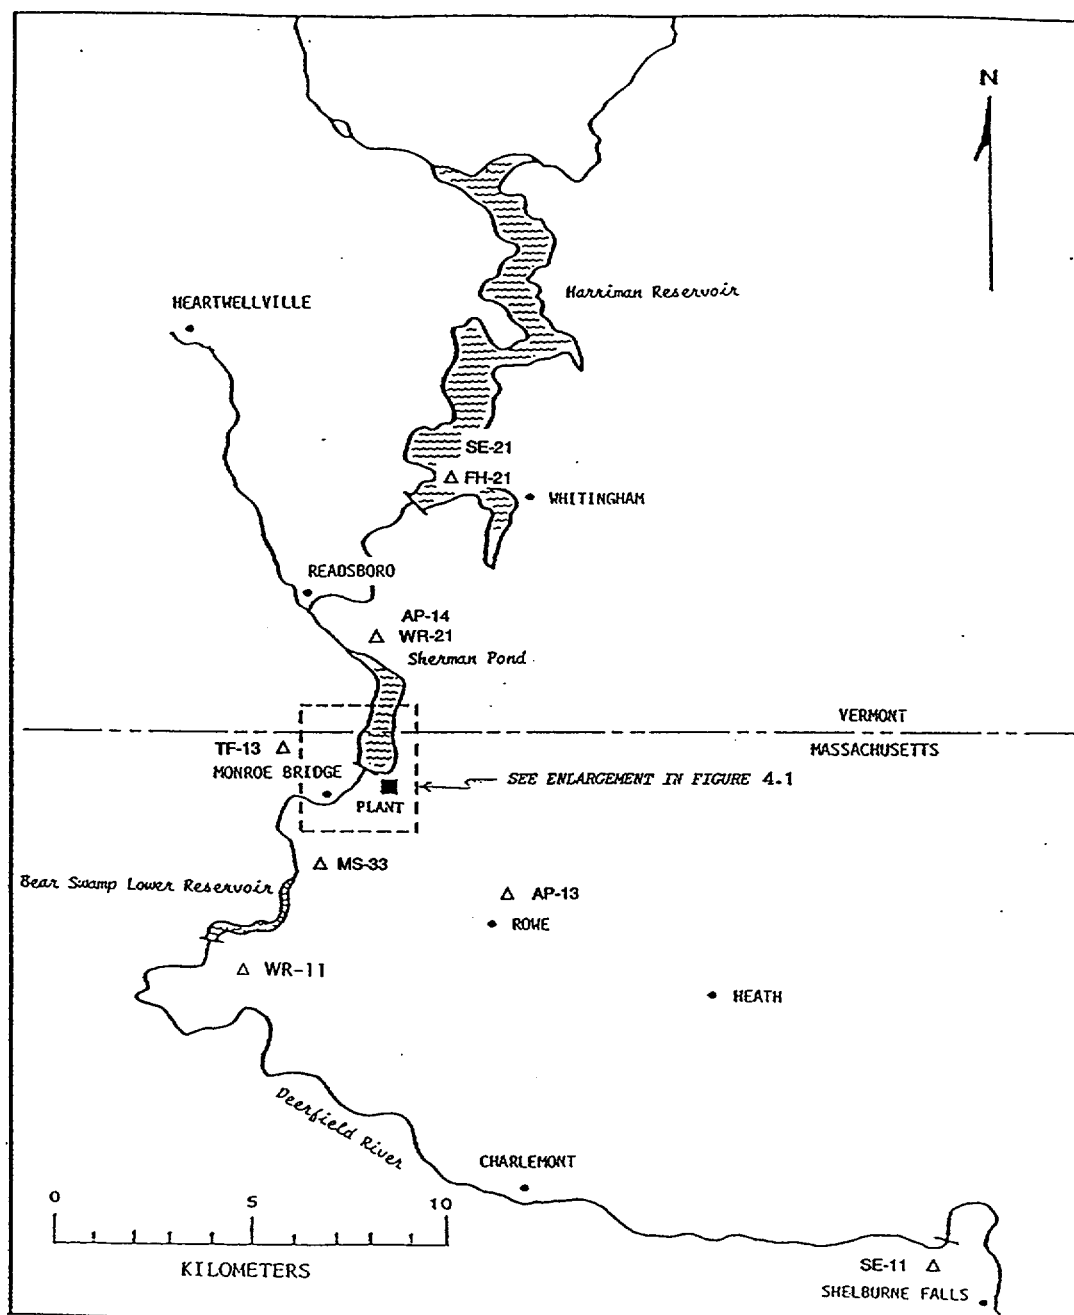 N
Harriman Reservoir
HEARTWELLVILLE
SE-21
FH-21
WHITINGHAM
READSBORO
AP-14
WR-21
Sherman Pond
VERMONT
TF-13
MASSACHUSETTS
MONROE BRIDGE
SEE ENLARGEMENT IN FIGURE 4.1
PLANT
MS-33
Bear Swamp Lower Reservoir
AP-13
ROWE
WR-11
HEATH
Deerfield River
CHARLEMONT
0 5 10
KILOMETERS
SE-11
SHELBURNE FALLS